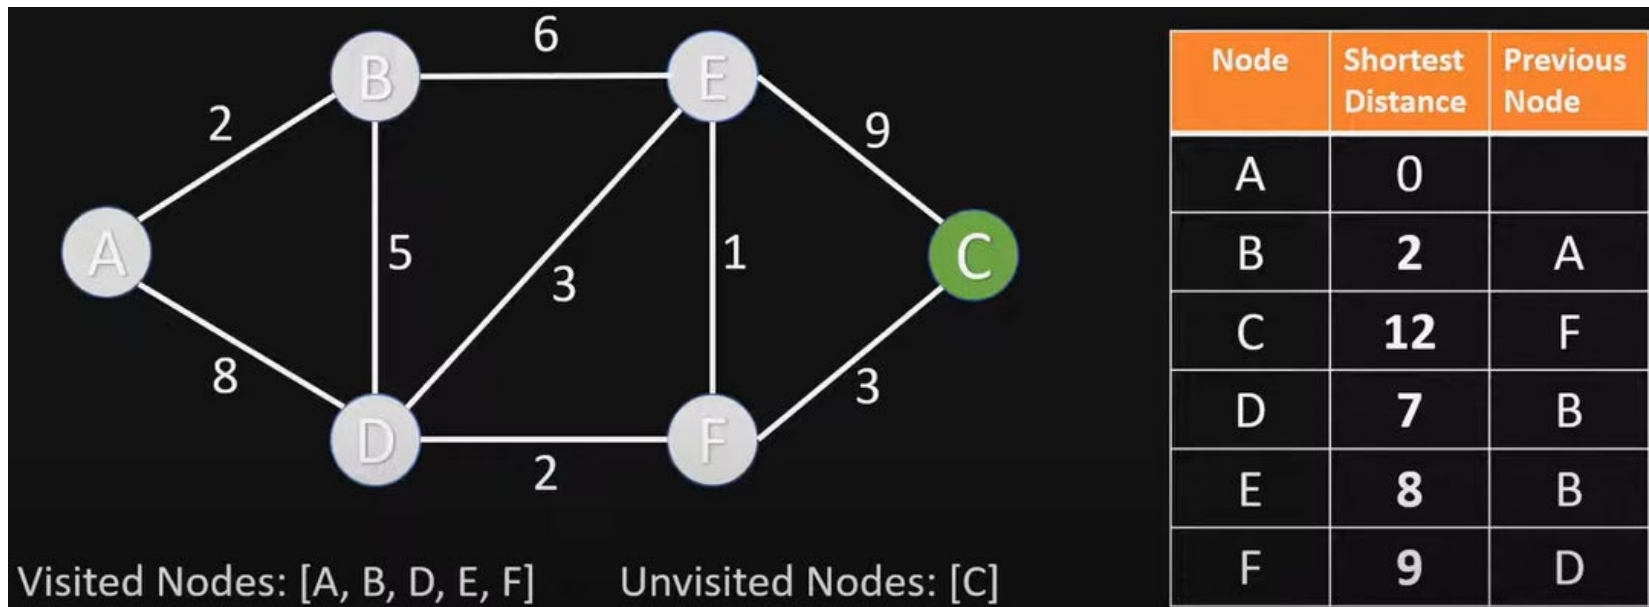 6
B
E
2
9
A
5
3
1
C
8
3
D
F
2
Visited Nodes: [A, B, D, E, F]
Unvisited Nodes: [C]
Node Shortest Distance Previous Node
A 0
B 2 A
C 12 F
D 7 B
E 8 B
F 9 D